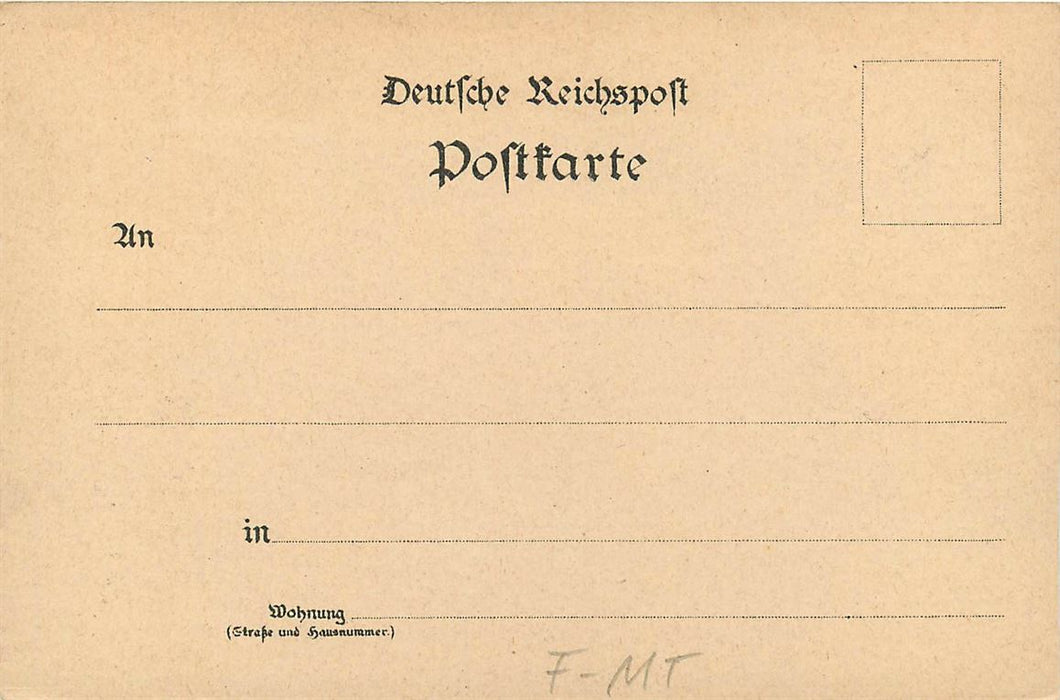 Deutſche Reichspoſt
Poſtkarte
An
in
Wohnung
(Straße und Hausnummer.)
F-MT